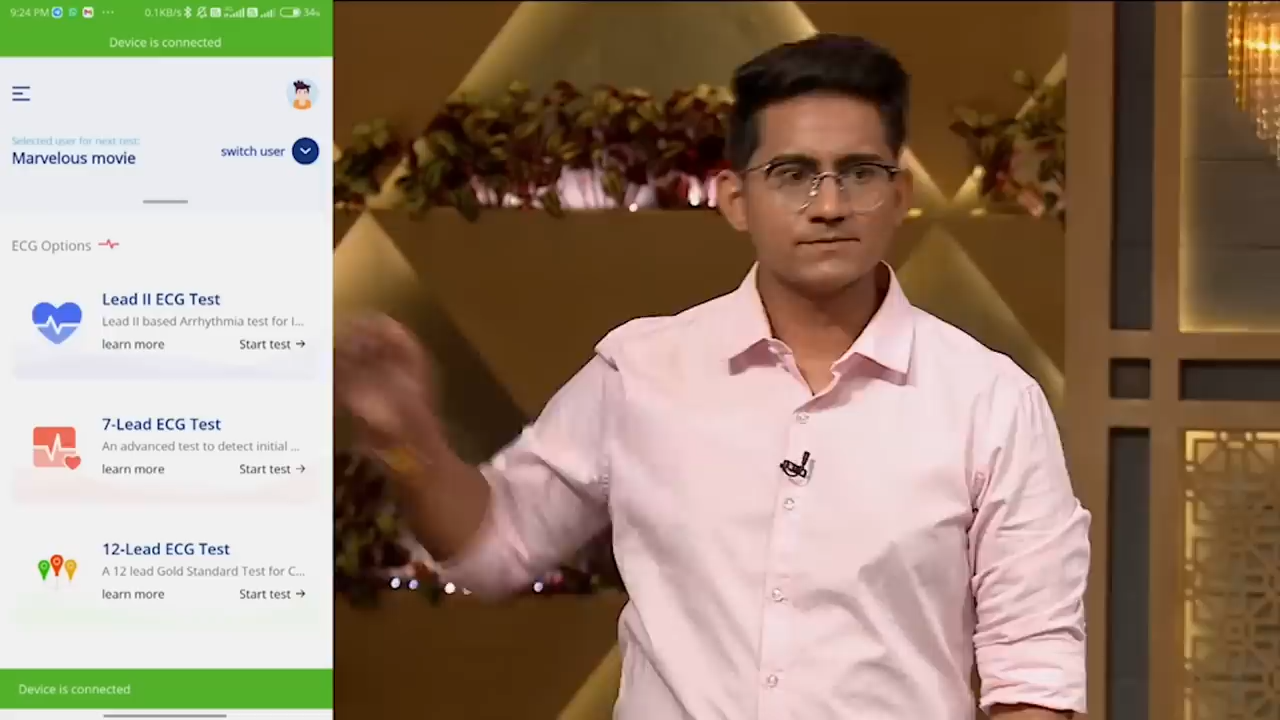 9:24 PM
0.1KB/s
34%
Device is connected
Selected user for next test:
Marvelous movie
switch user
ECG Options
Lead II ECG Test
Lead II based Arrhythmia test for I...
learn more
Start test →
7-Lead ECG Test
An advanced test to detect initial ...
learn more
Start test →
12-Lead ECG Test
A 12 lead Gold Standard Test for C...
learn more
Start test →
Device is connected